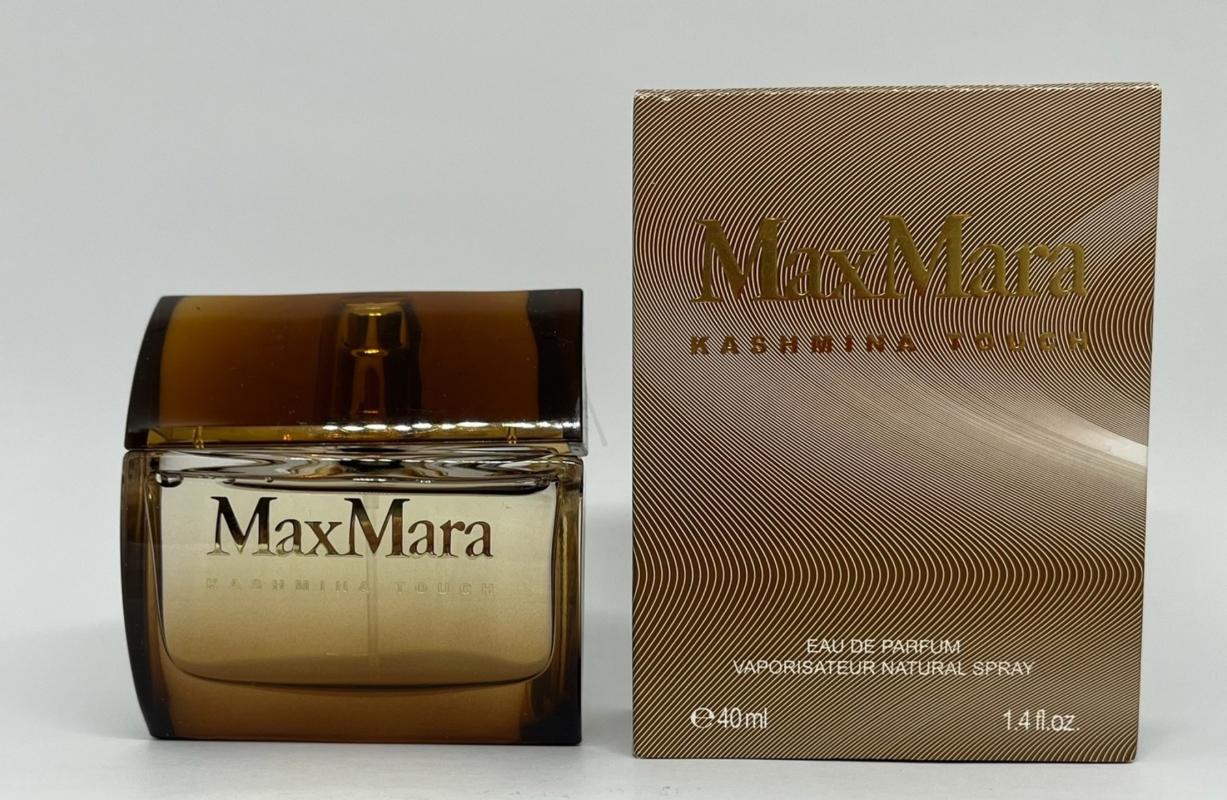 MaxMara
KASHMINA TOUCH
MaxMara
KASHMINA TOUCH
EAU DE PARFUM
VAPORISATEUR NATURAL SPRAY
℮40ml
1.4 fl.oz.